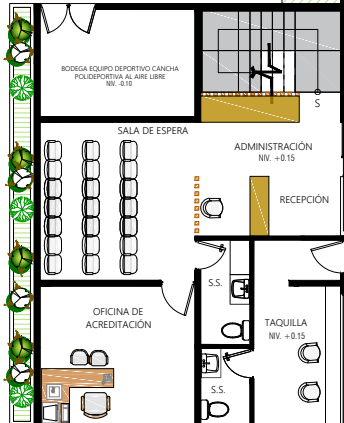 BODEGA EQUIPO DEPORTIVO CANCHA
POLIDEPORTIVA AL AIRE LIBRE
NIV. -0.10
S
SALA DE ESPERA
ADMINISTRACIÓN
NIV. +0.15
RECEPCIÓN
S.S.
OFICINA DE
ACREDITACIÓN
TAQUILLA
NIV. +0.15
S.S.